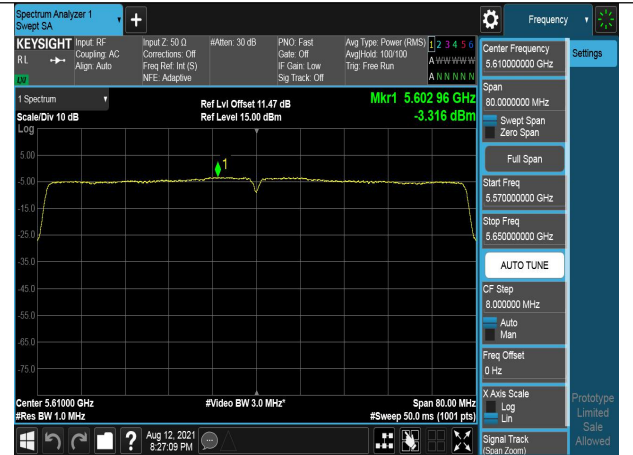 Spectrum Analyzer 1
Swept SA
Frequency
KEYSIGHT
RL
Input: RF
Coupling: AC
Align: Auto
Input Z: 50 Ω
Corrections: Off
Freq Ref: Int (S)
NFE: Adaptive
#Atten: 30 dB
PNO: Fast
Gate: Off
IF Gain: Low
Sig Track: Off
Avg Type: Power (RMS)
Avg|Hold: 100/100
Trig: Free Run
1 2 3 4 5 6
A W W W W W
A N N N N N
LXI
1 Spectrum
Scale/Div 10 dB
Log
Ref Lvl Offset 11.47 dB
Ref Level 15.00 dBm
Mkr1 5.602 96 GHz
-3.316 dBm
1
5.00
-5.00
-15.0
-25.0
-35.0
-45.0
-55.0
-65.0
-75.0
Center 5.61000 GHz
#Res BW 1.0 MHz
#Video BW 3.0 MHz*
Span 80.00 MHz
#Sweep 50.0 ms (1001 pts)
Aug 12, 2021
8:27:09 PM
?
Center Frequency
5.610000000 GHz
Settings
Span
80.0000000 MHz
Swept Span
Zero Span
Full Span
Start Freq
5.570000000 GHz
Stop Freq
5.650000000 GHz
AUTO TUNE
CF Step
8.000000 MHz
Auto
Man
Freq Offset
0 Hz
X Axis Scale
Log
Lin
Signal Track
(Span Zoom)
Prototype
Limited
Sale
Allowed